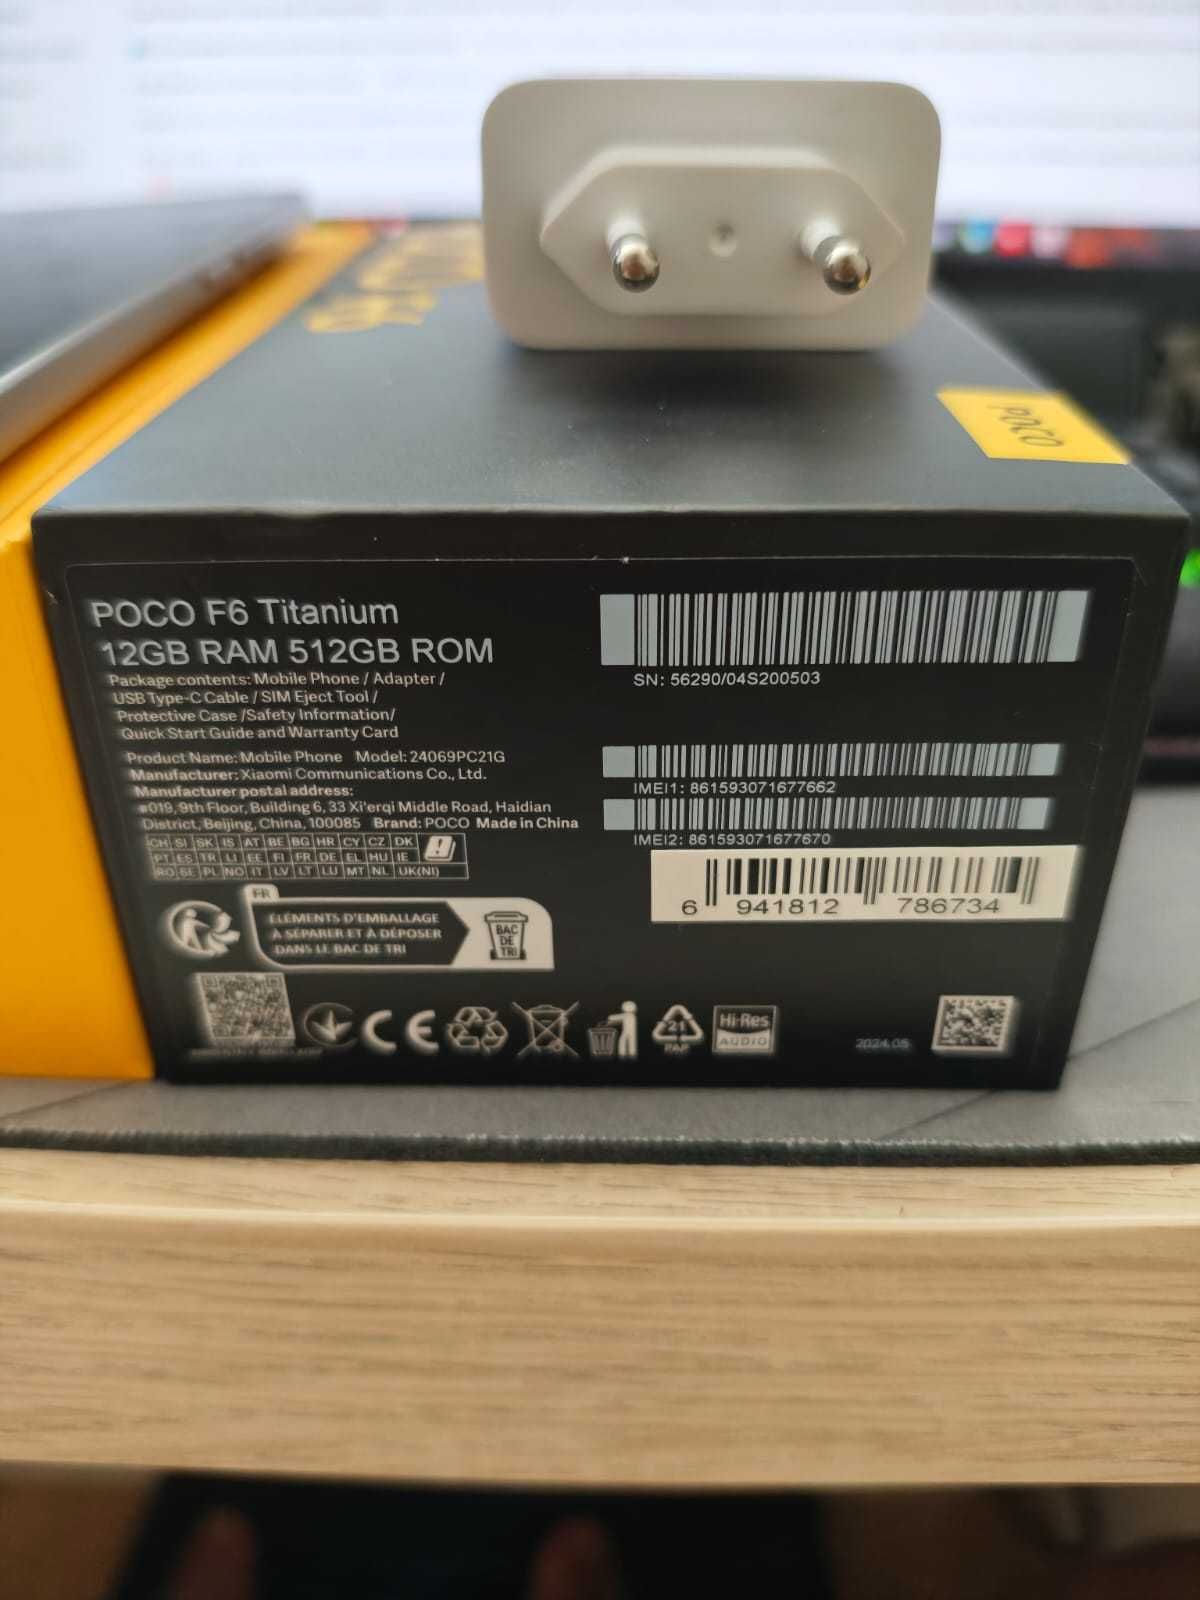 POCO
POCO F6 Titanium
12GB RAM 512GB ROM
Package contents: Mobile Phone / Adapter /
USB Type-C Cable / SIM Eject Tool /
Protective Case /Safety Information/
Quick Start Guide and Warranty Card
Product Name: Mobile Phone Model: 24069PC21G
Manufacturer: Xiaomi Communications Co., Ltd.
Manufacturer postal address:
#019, 9th Floor, Building 6, 33 Xi'erqi Middle Road, Haidian
District, Beijing, China, 100085 Brand: POCO Made in China
CH SI SK IS AT BE BG HR CY CZ DK
PT ES TR LI EE FI FR DE EL HU IE
RO SE PL NO IT LV LT LU MT NL UK(NI)
FR
ÉLÉMENTS D'EMBALLAGE
À SÉPARER ET À DÉPOSER
DANS LE BAC DE TRI
BAC
DE
TRI
SN: 56290/04S200503
IMEI1: 861593071677662
IMEI2: 861593071677670
6 941812 786734
CE
21
PAP
Hi-Res
AUDIO
2024.05